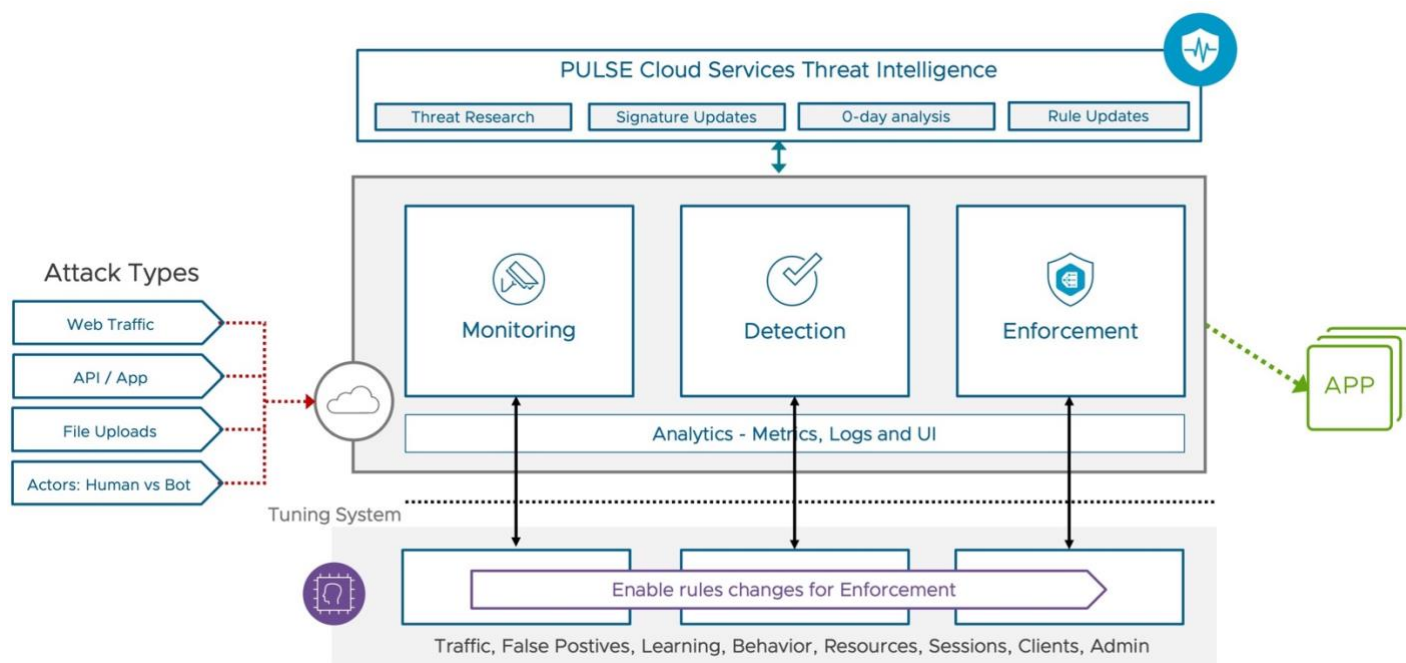 PULSE Cloud Services Threat Intelligence
Threat Research
Signature Updates
0-day analysis
Rule Updates
Attack Types
Web Traffic
API / App
File Uploads
Actors: Human vs Bot
Monitoring
Detection
Enforcement
Analytics - Metrics, Logs and UI
APP
Tuning System
Enable rules changes for Enforcement
Traffic, False Postives, Learning, Behavior, Resources, Sessions, Clients, Admin